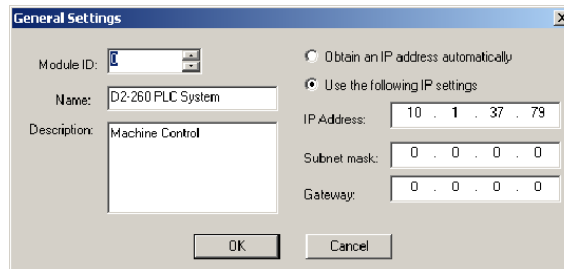 General Settings
Module ID: 0
Name: D2-260 PLC System
Description: Machine Control
Obtain an IP address automatically
Use the following IP settings
IP Address: 10 . 1 . 37 . 79
Subnet mask: 0 . 0 . 0 . 0
Gateway: 0 . 0 . 0 . 0
OK Cancel